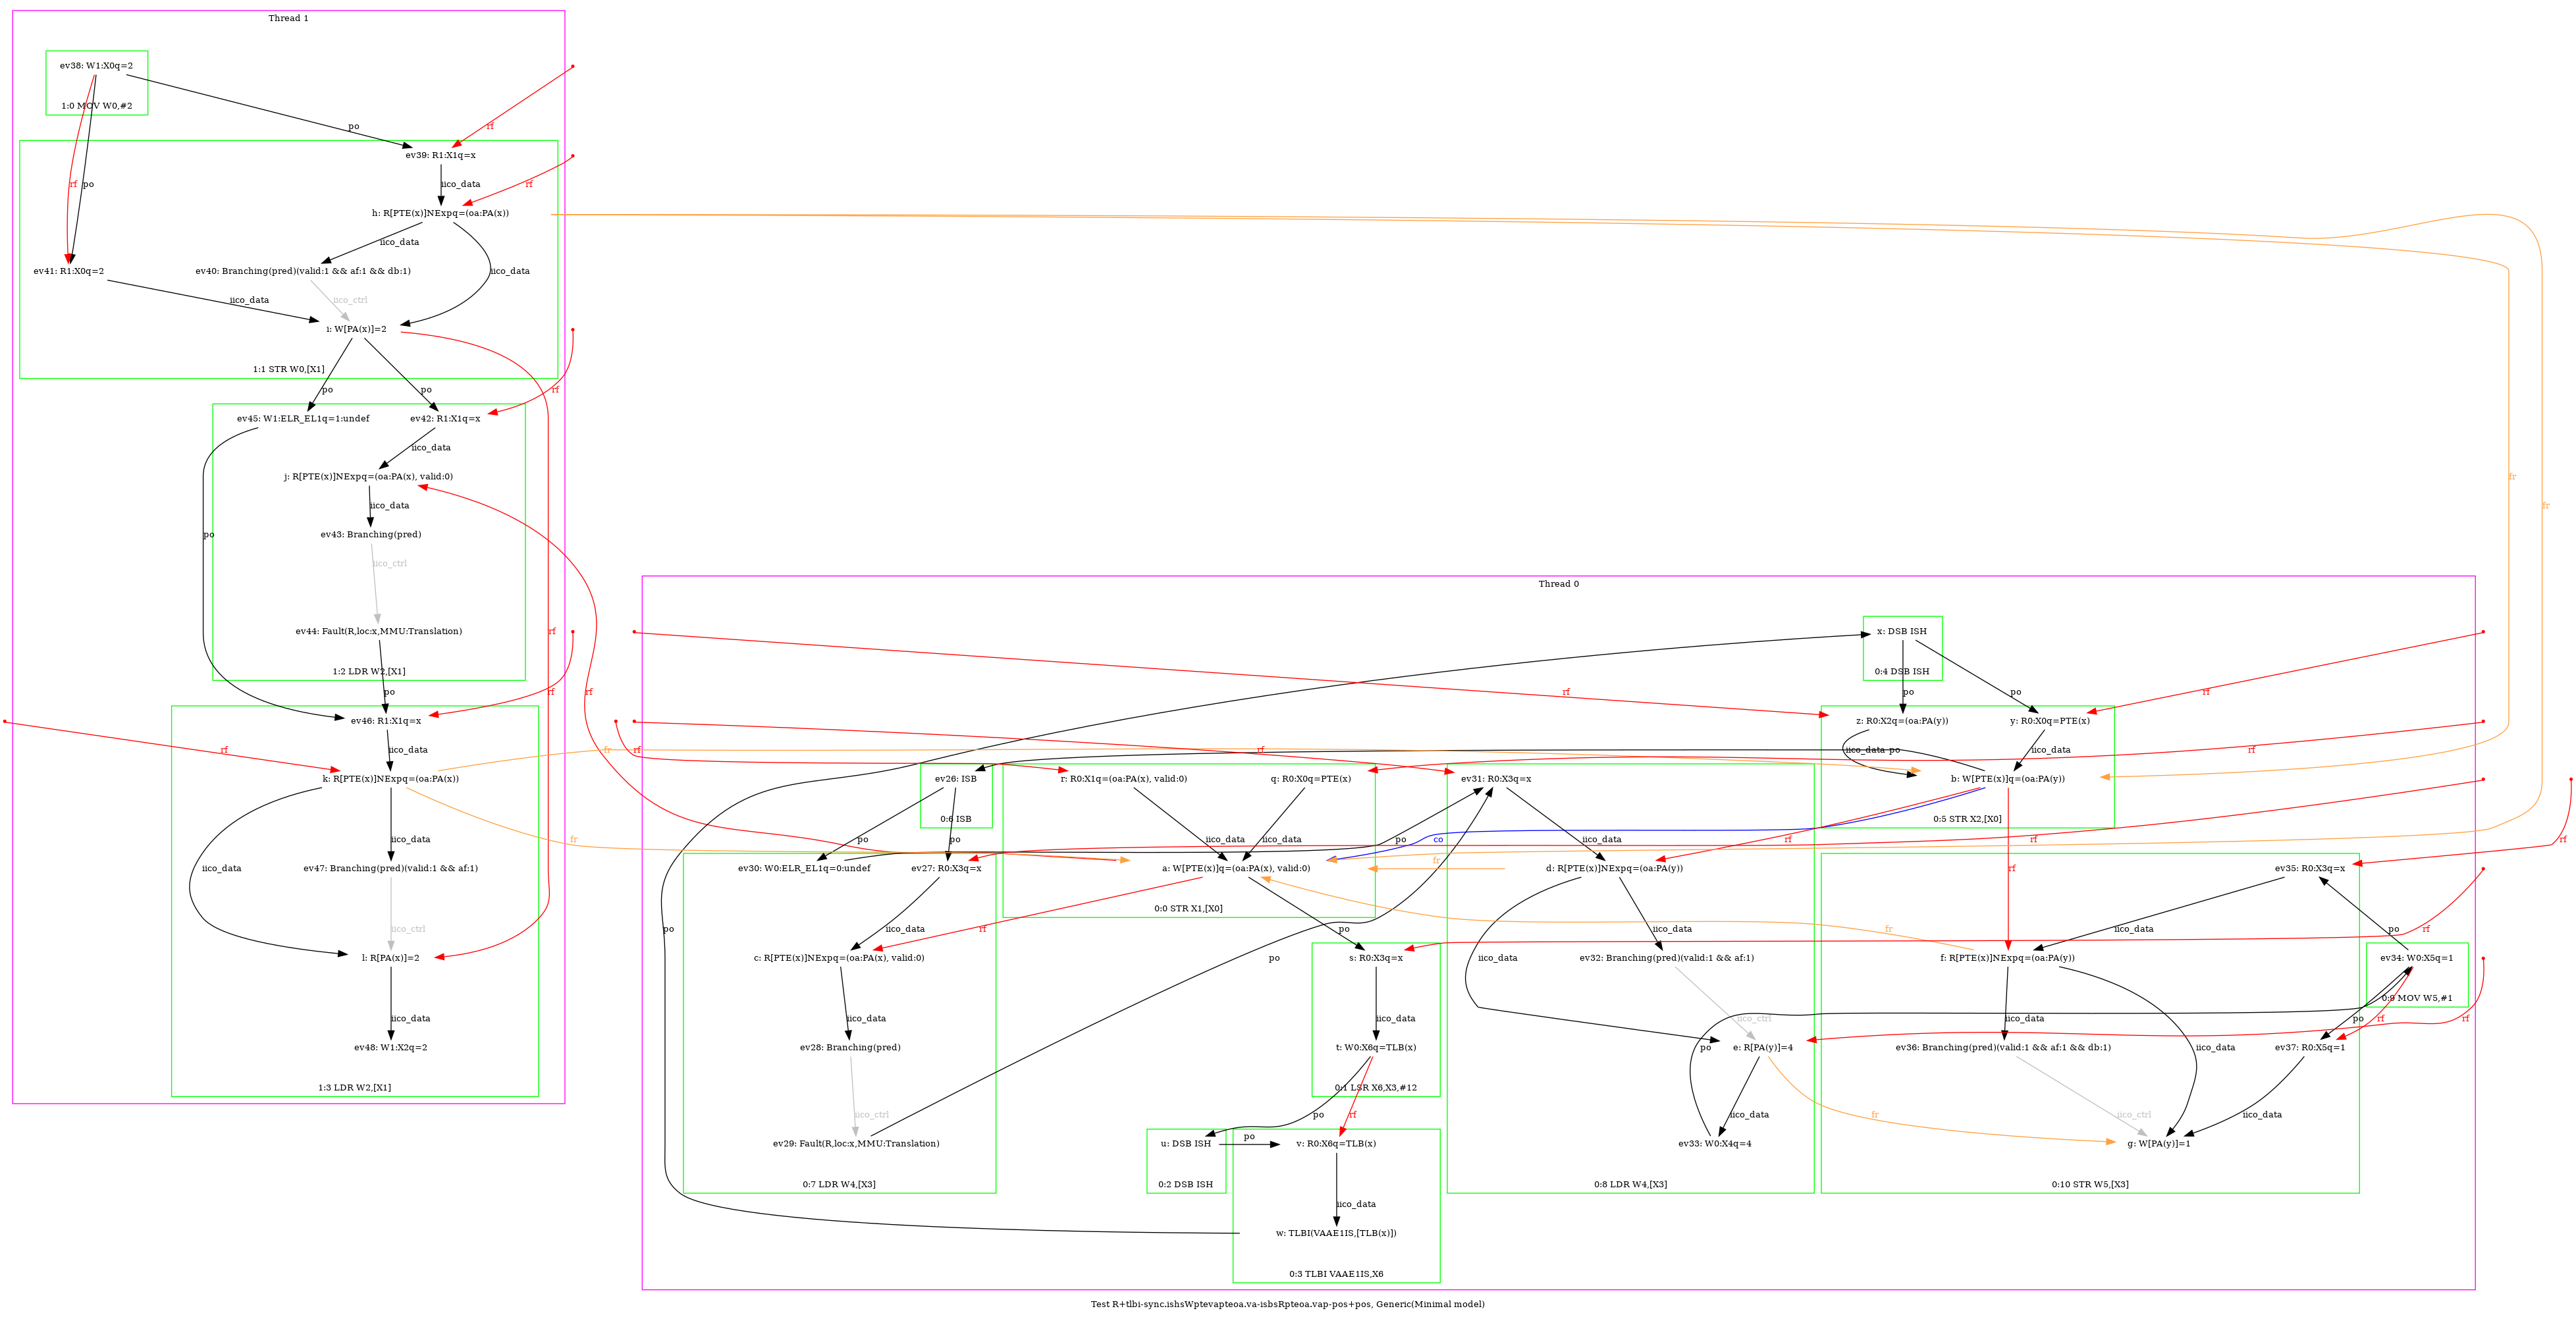 Thread 1
ev38: W1:X0q=2
1:0 MOV W0,#2
po
rf
rf
po
ev39: R1:X1q=x
iico_data
rf
h: R[PTE(x)]NExpq=(oa:PA(x))
iico_data
iico_data
ev41: R1:X0q=2
ev40: Branching(pred)(valid:1 && af:1 && db:1)
iico_data
iico_ctrl
i: W[PA(x)]=2
1:1 STR W0,[X1]
po
po
rf
ev45: W1:ELR_EL1q=1:undef
ev42: R1:X1q=x
iico_data
j: R[PTE(x)]NExpq=(oa:PA(x), valid:0)
iico_data
fr
fr
po
ev43: Branching(pred)
iico_ctrl
ev44: Fault(R,loc:x,MMU:Translation)
rf
1:2 LDR W2,[X1]
po
rf
rf
ev46: R1:X1q=x
rf
iico_data
k: R[PTE(x)]NExpq=(oa:PA(x))
fr
fr
iico_data
iico_data
ev47: Branching(pred)(valid:1 && af:1)
iico_ctrl
l: R[PA(x)]=2
iico_data
ev48: W1:X2q=2
1:3 LDR W2,[X1]
Thread 0
x: DSB ISH
0:4 DSB ISH
rf
po
po
rf
z: R0:X2q=(oa:PA(y))
y: R0:X0q=PTE(x)
rf
rf
iico_data
po
iico_data
rf
ev26: ISB
0:6 ISB
r: R0:X1q=(oa:PA(x), valid:0)
q: R0:X0q=PTE(x)
ev31: R0:X3q=x
b: W[PTE(x)]q=(oa:PA(y))
0:5 STR X2,[X0]
po
po
iico_data
iico_data
po
co
iico_data
rf
rf
rf
rf
ev30: W0:ELR_EL1q=0:undef
ev27: R0:X3q=x
a: W[PTE(x)]q=(oa:PA(x), valid:0)
fr
d: R[PTE(x)]NExpq=(oa:PA(y))
ev35: R0:X3q=x
0:0 STR X1,[X0]
po
iico_data
rf
po
iico_data
fr
iico_data
po
rf
c: R[PTE(x)]NExpq=(oa:PA(x), valid:0)
po
s: R0:X3q=x
iico_data
ev32: Branching(pred)(valid:1 && af:1)
f: R[PTE(x)]NExpq=(oa:PA(y))
ev34: W0:X5q=1
0:9 MOV W5,#1
iico_data
iico_data
iico_ctrl
iico_data
po
rf
rf
ev28: Branching(pred)
t: W0:X6q=TLB(x)
po
e: R[PA(y)]=4
ev36: Branching(pred)(valid:1 && af:1 && db:1)
iico_data
ev37: R0:X5q=1
0:1 LSR X6,X3,#12
iico_ctrl
po
rf
iico_data
fr
iico_ctrl
iico_data
ev29: Fault(R,loc:x,MMU:Translation)
u: DSB ISH
po
v: R0:X6q=TLB(x)
ev33: W0:X4q=4
g: W[PA(y)]=1
0:7 LDR W4,[X3]
0:2 DSB ISH
0:8 LDR W4,[X3]
0:10 STR W5,[X3]
iico_data
w: TLBI(VAAE1IS,[TLB(x)])
0:3 TLBI VAAE1IS,X6
Test R+tlbi-sync.ishsWptevapteoa.va-isbsRpteoa.vap-pos+pos, Generic(Minimal model)